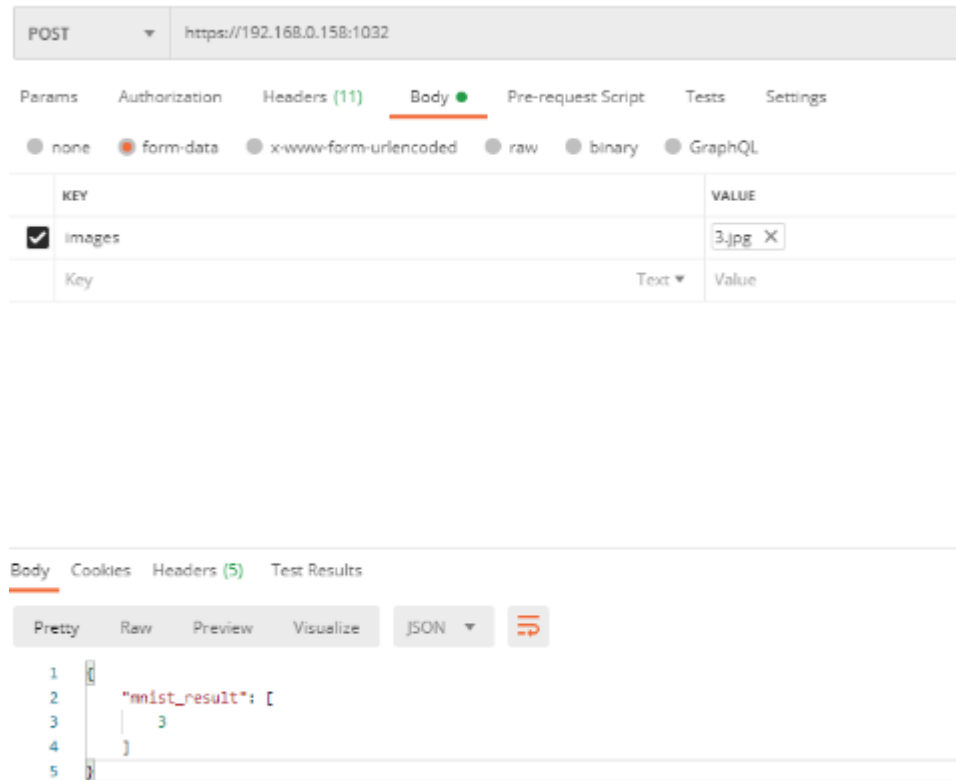 POST https://192.168.0.158:1032
Params Authorization Headers (11) Body Pre-request Script Tests Settings
none form-data x-www-form-urlencoded raw binary GraphQL
KEY VALUE
images 3.jpg
Key Text Value
Body Cookies Headers (5) Test Results
Pretty Raw Preview Visualize JSON
1 {
2 "mnist_result": [
3 3
4 ]
5 }